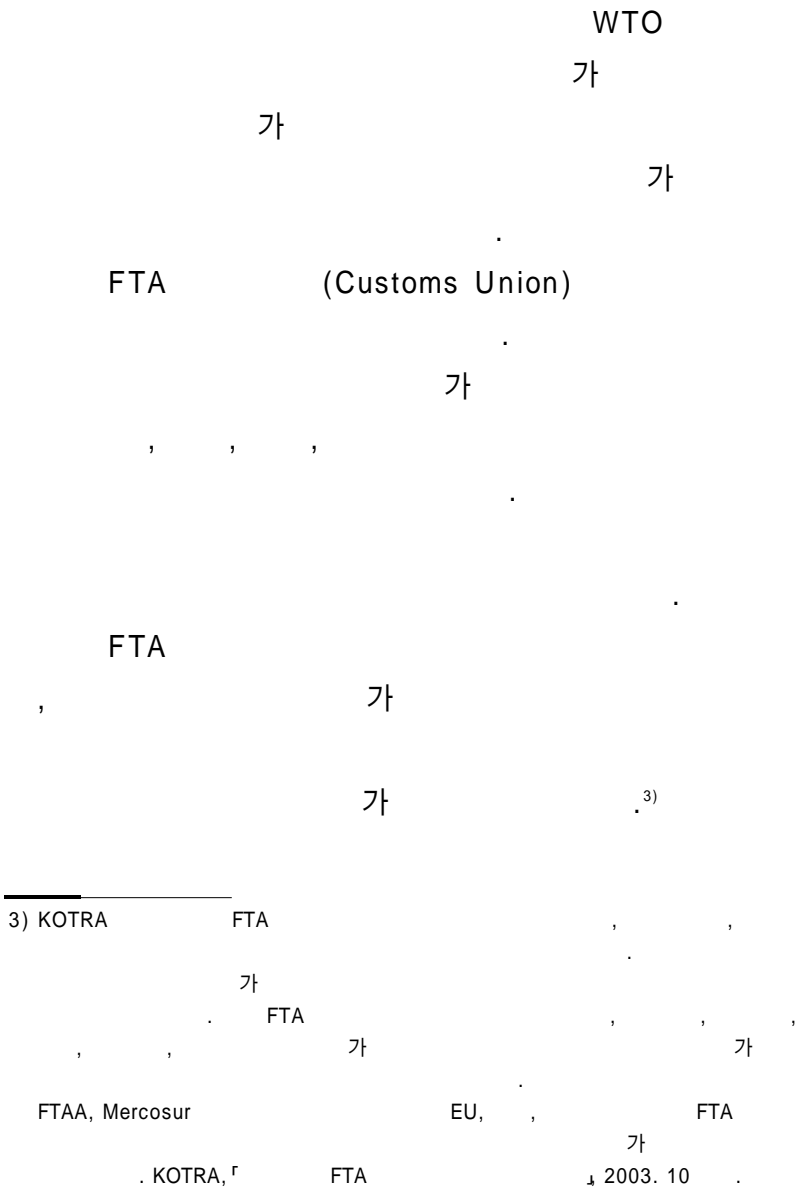 WTO
가
가
가
.
FTA (Customs Union)
.
가
, , ,
.
.
FTA
, 가
가 .3)
3) KOTRA FTA , ,
.
가
. FTA , , ,
, , 가 가
.
FTAA, Mercosur EU, , FTA
가
. KOTRA, 「 FTA 」, 2003. 10 .